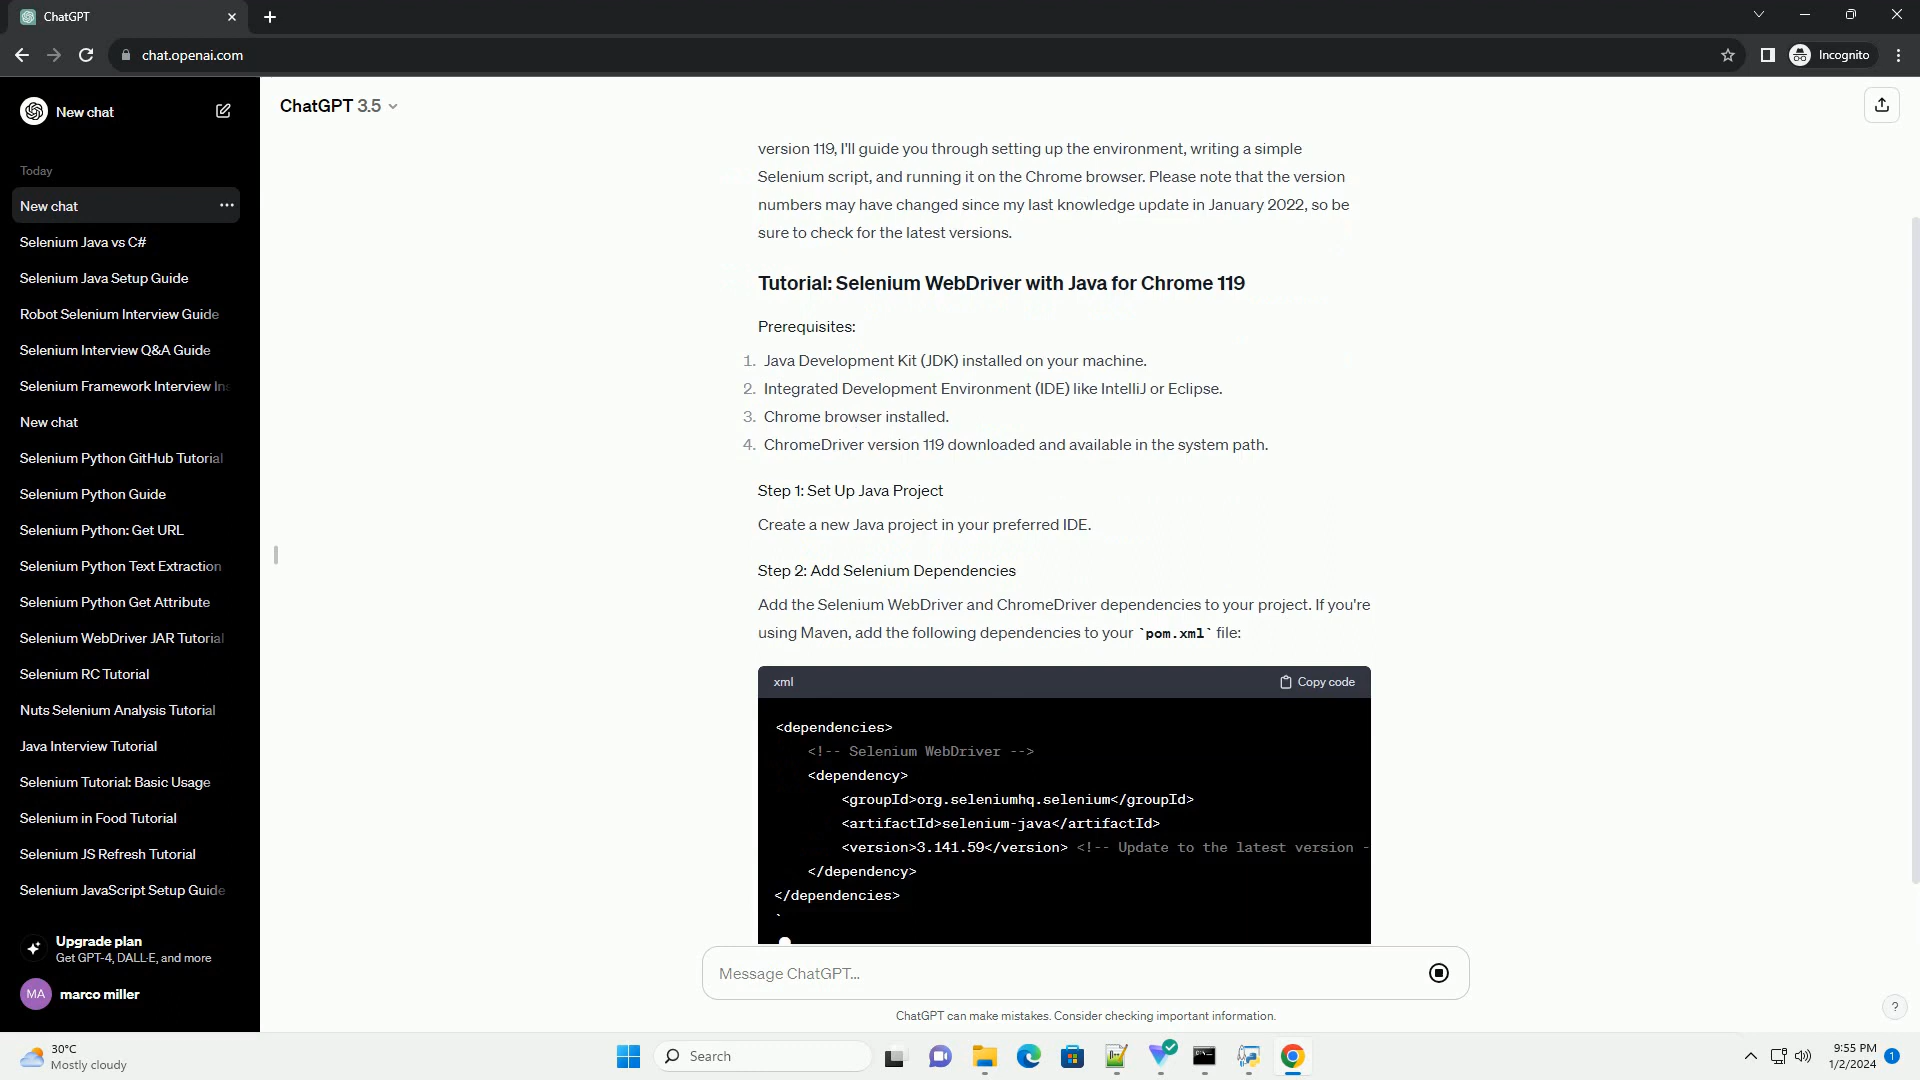 ChatGPT
chat.openai.com
Incognito
New chat
Today
New chat
Selenium Java vs C#
Selenium Java Setup Guide
Robot Selenium Interview Guide
Selenium Interview Q&A Guide
Selenium Framework Interview Ins
New chat
Selenium Python GitHub Tutorial
Selenium Python Guide
Selenium Python: Get URL
Selenium Python Text Extraction
Selenium Python Get Attribute
Selenium WebDriver JAR Tutorial
Selenium RC Tutorial
Nuts Selenium Analysis Tutorial
Java Interview Tutorial
Selenium Tutorial: Basic Usage
Selenium in Food Tutorial
Selenium JS Refresh Tutorial
Selenium JavaScript Setup Guide
Upgrade plan
Get GPT-4, DALL·E, and more
MA marco miller
ChatGPT 3.5
version 119, I'll guide you through setting up the environment, writing a simple
Selenium script, and running it on the Chrome browser. Please note that the version
numbers may have changed since my last knowledge update in January 2022, so be
sure to check for the latest versions.
Tutorial: Selenium WebDriver with Java for Chrome 119
Prerequisites:
1. Java Development Kit (JDK) installed on your machine.
2. Integrated Development Environment (IDE) like IntelliJ or Eclipse.
3. Chrome browser installed.
4. ChromeDriver version 119 downloaded and available in the system path.
Step 1: Set Up Java Project
Create a new Java project in your preferred IDE.
Step 2: Add Selenium Dependencies
Add the Selenium WebDriver and ChromeDriver dependencies to your project. If you're
using Maven, add the following dependencies to your `pom.xml` file:
xml
Copy code
<dependencies>
<!-- Selenium WebDriver -->
<dependency>
<groupId>org.seleniumhq.selenium</groupId>
<artifactId>selenium-java</artifactId>
<version>3.141.59</version> <!-- Update to the latest version -
</dependency>
</dependencies>
`
Message ChatGPT...
ChatGPT can make mistakes. Consider checking important information.
?
30°C
Mostly cloudy
Search
9:55 PM
1/2/2024
1